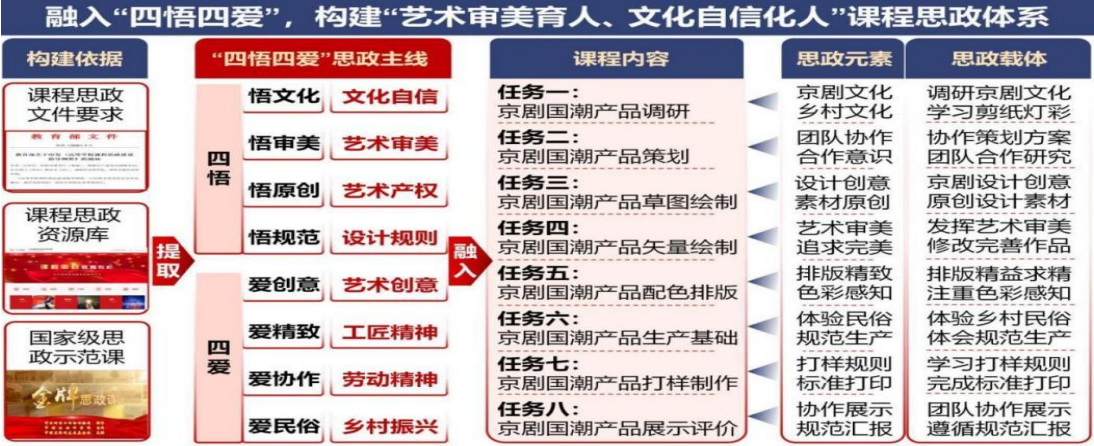 融入“四悟四爱”，构建“艺术审美育人、文化自信化人”课程思政体系
构建依据
课程思政
文件要求
教育部文件
课程思政
资源库
国家级思
政示范课
金牌思政课
提取
“四悟四爱”思政主线
四悟
悟文化 文化自信
悟审美 艺术审美
悟原创 艺术产权
悟规范 设计规则
四爱
爱创意 艺术创意
爱精致 工匠精神
爱协作 劳动精神
爱民俗 乡村振兴
融入
课程内容
任务一：
京剧国潮产品调研
任务二：
京剧国潮产品策划
任务三：
京剧国潮产品草图绘制
任务四：
京剧国潮产品矢量绘制
任务五：
京剧国潮产品配色排版
任务六：
京剧国潮产品生产基础
任务七：
京剧国潮产品打样制作
任务八：
京剧国潮产品展示评价
思政元素
京剧文化
乡村文化
团队协作
合作意识
设计创意
素材原创
艺术审美
追求完美
排版精致
色彩感知
体验民俗
规范生产
打样规则
标准打印
协作展示
规范汇报
思政载体
调研京剧文化
学习剪纸灯彩
协作策划方案
团队合作研究
京剧设计创意
原创设计素材
发挥艺术审美
修改完善作品
排版精益求精
注重色彩感知
体验乡村民俗
体会规范生产
学习打样规则
完成标准打印
团队协作展示
遵循规范汇报